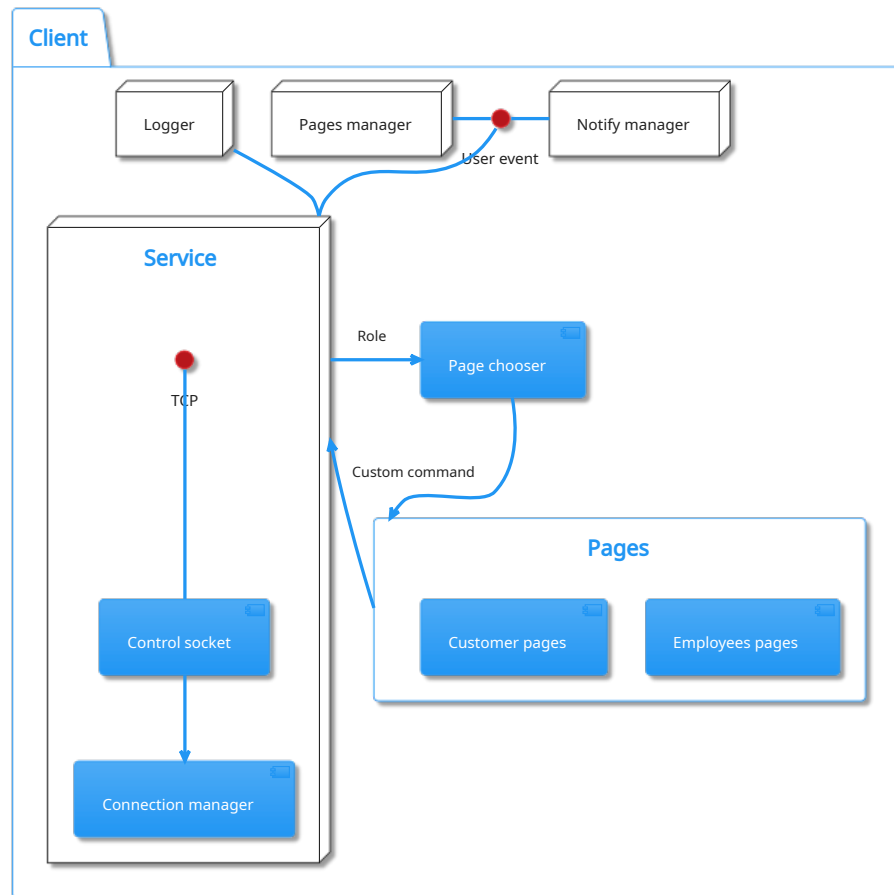 Client
Logger
Pages manager
Notify manager
User event
Service
Role
Page chooser
TCP
Custom command
Pages
Control socket
Customer pages
Employees pages
Connection manager